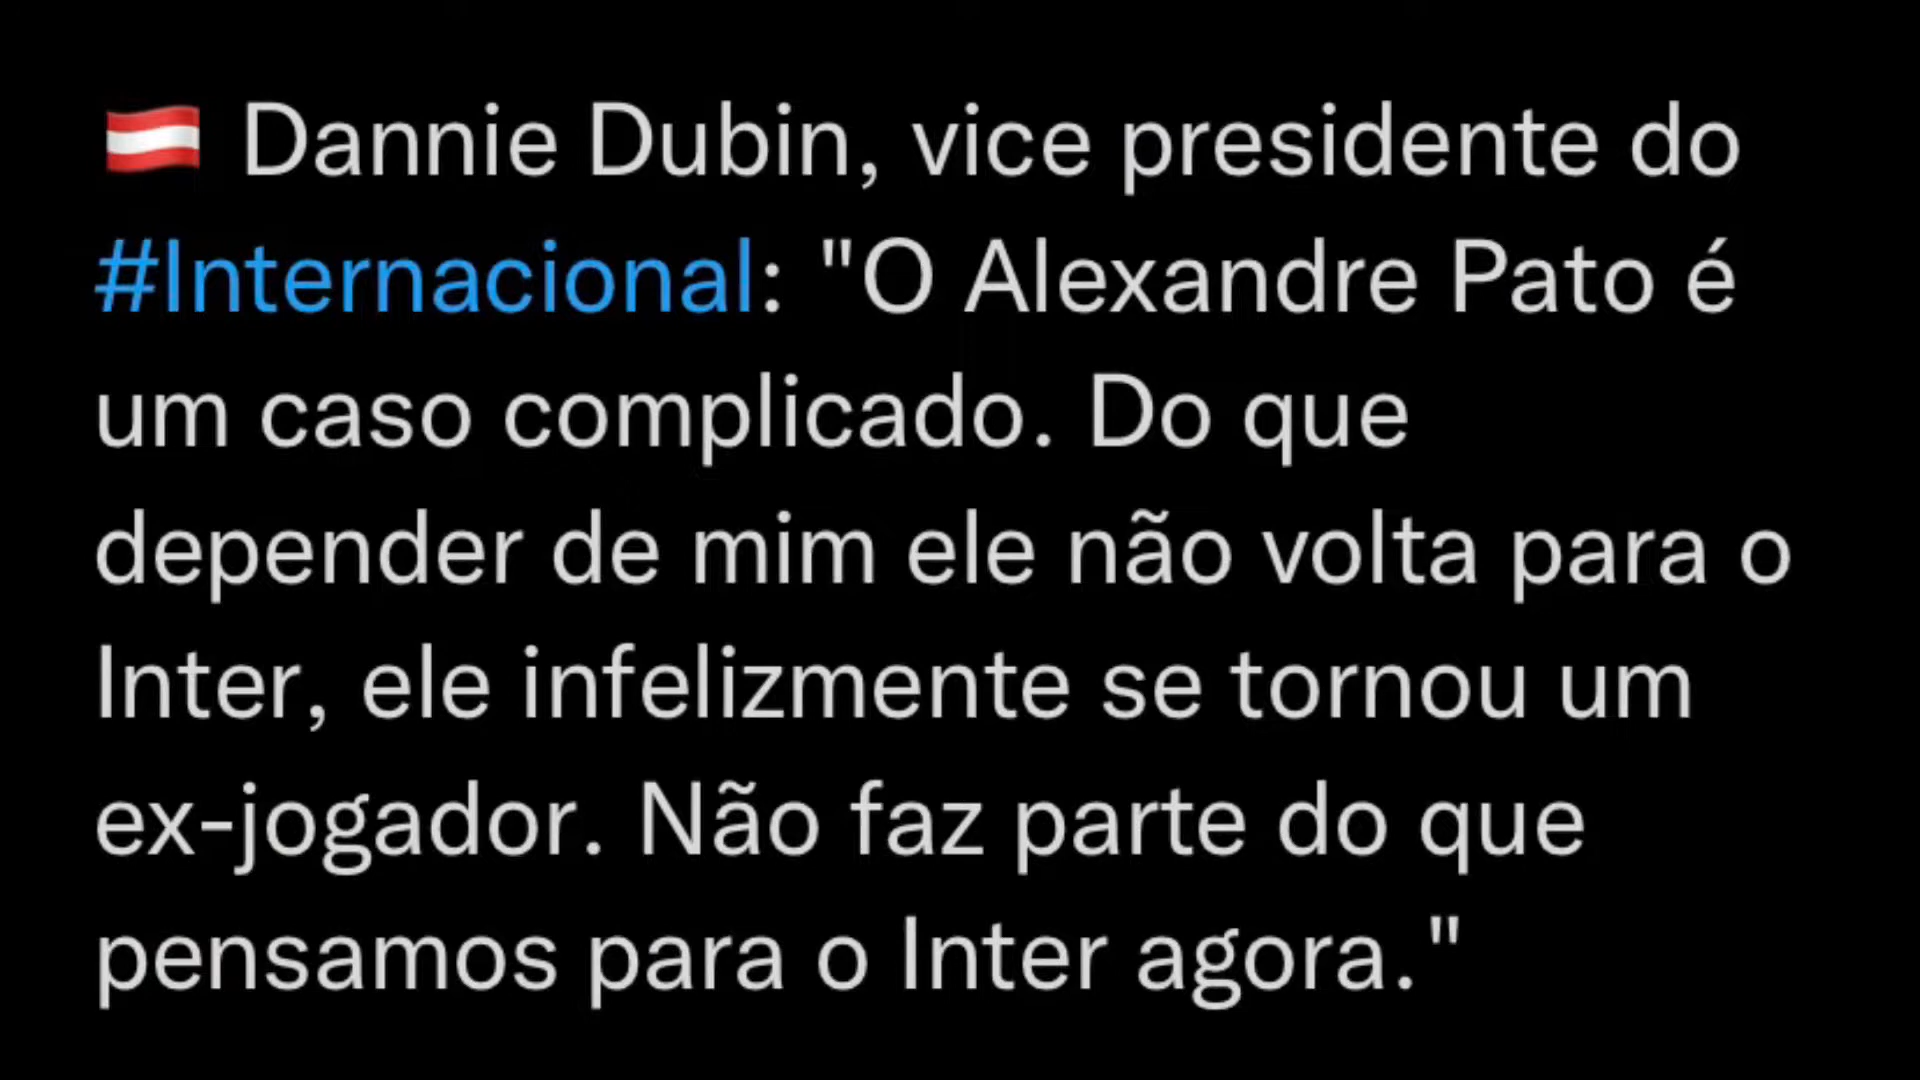 🇦🇹 Dannie Dubin, vice presidente do
#Internacional: "O Alexandre Pato é
um caso complicado. Do que
depender de mim ele não volta para o
Inter, ele infelizmente se tornou um
ex-jogador. Não faz parte do que
pensamos para o Inter agora."